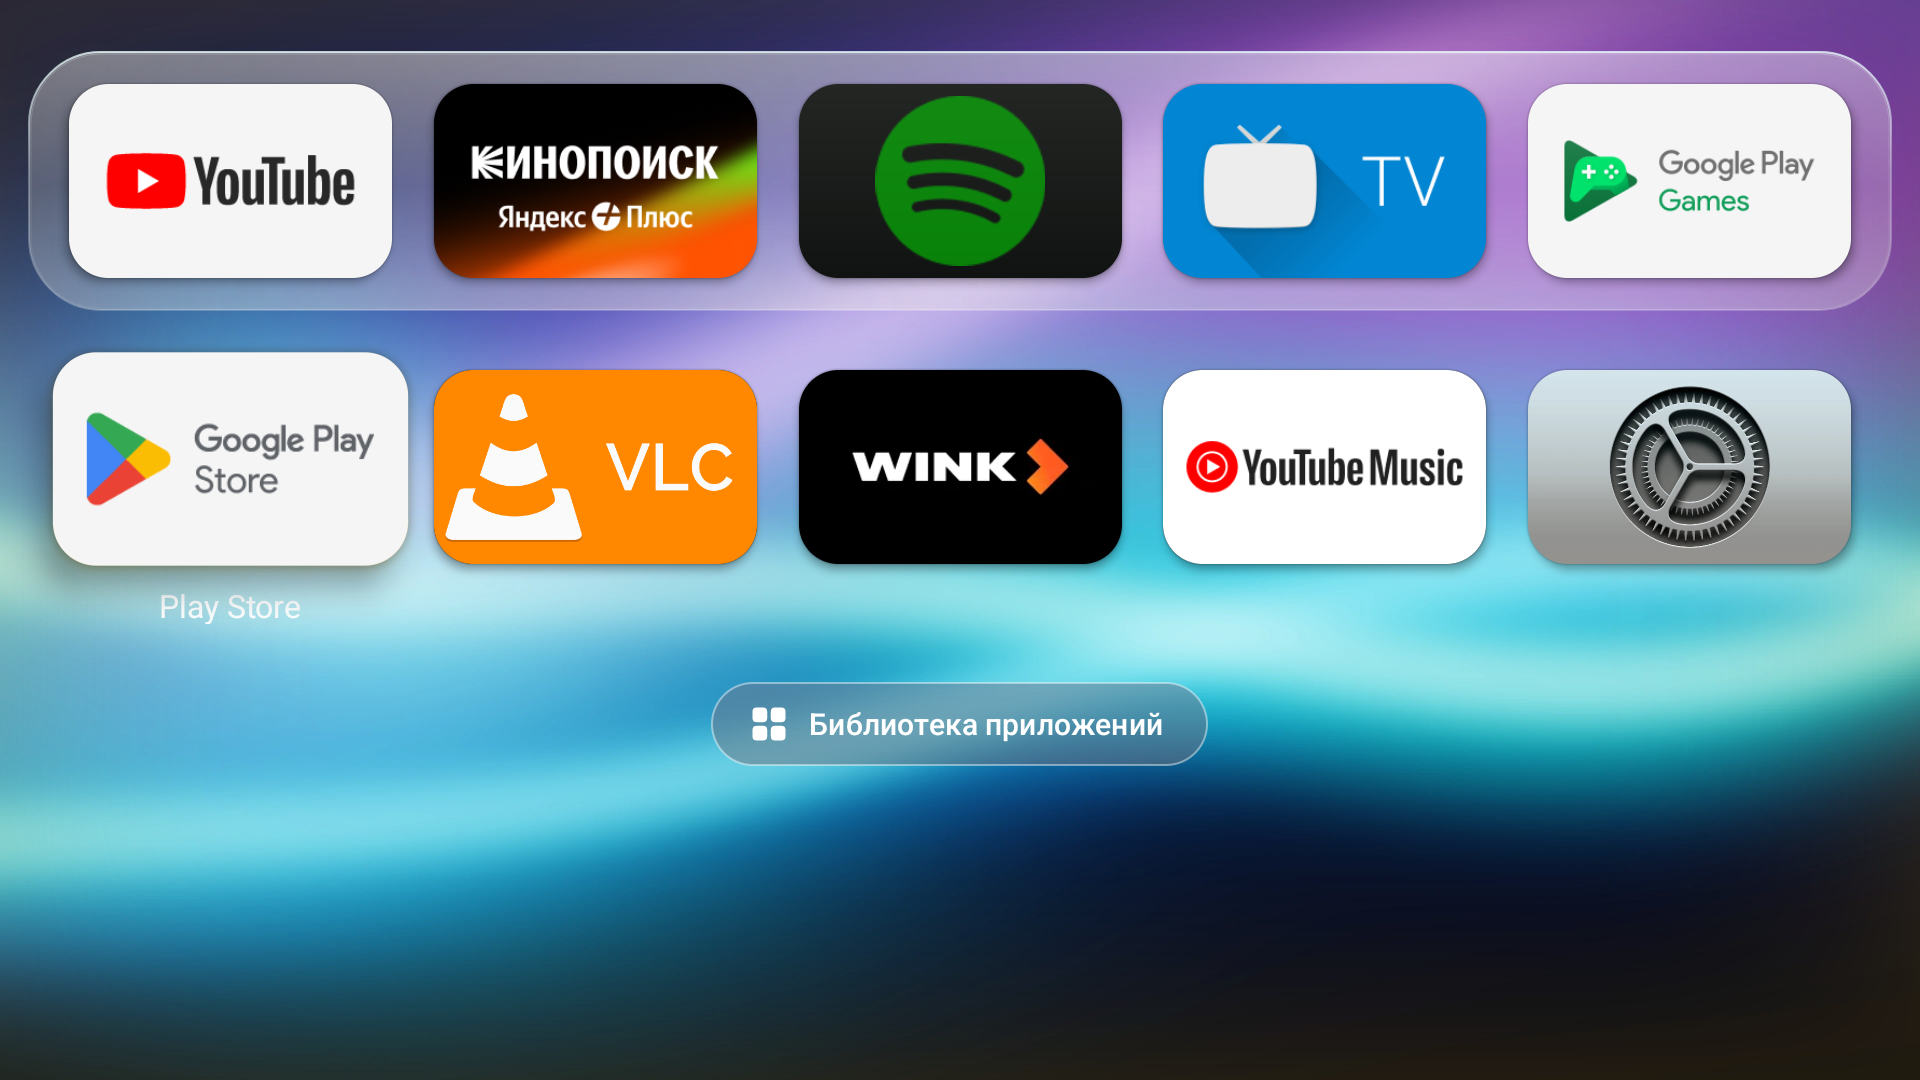 YouTube
КИНОПОИСК
Яндекс Плюс
TV
Google Play
Games
Google Play
Store
VLC
WINK
YouTube Music
Play Store
Библиотека приложений